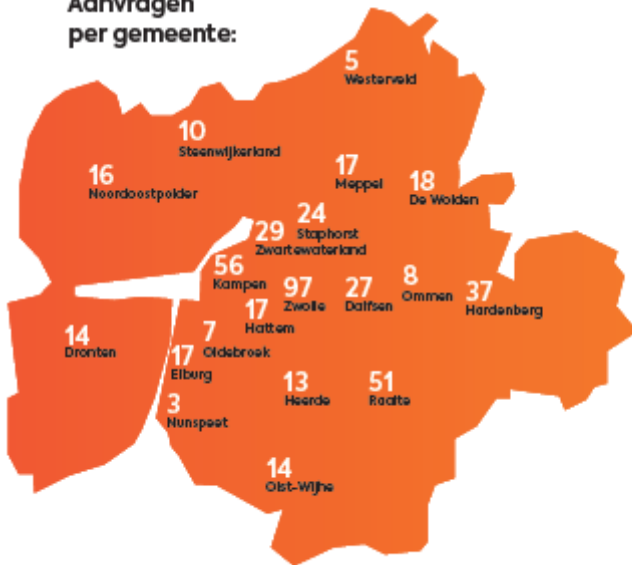 Aanvragen
per gemeente:
5
Westerveld
10
Steenwijkerland
16
Noordoostpolder
17
Meppel
18
De Wolden
24
Staphorst
29
Zwartewaterland
56
Kampen
97
Zwolle
27
Dalfsen
8
Ommen
37
Hardenberg
17
Hattem
14
Dronten
7
Oldebroek
17
Elburg
13
Heerde
51
Raalte
3
Nunspeet
14
Olst-Wijhe